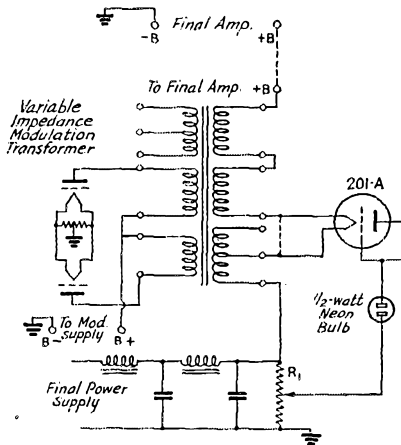 Final Amp.
-B
+B
To Final Amp.
+B
Variable
Impedance
Modulation
Transformer
201-A
1/2-watt
Neon
Bulb
To Mod.
supply
B-
B+
Final Power
Supply
R1